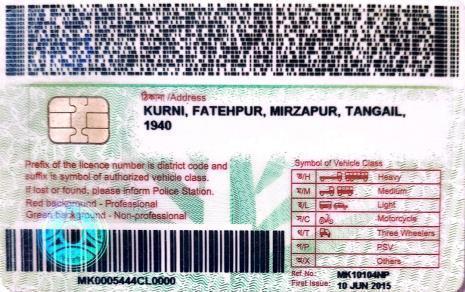 ঠিকানা /Address
KURNI, FATEHPUR, MIRZAPUR, TANGAIL,
1940
Prefix of the licence number is district code and
suffix is symbol of authorized vehicle class.
If lost or found, please inform Police Station.
Red background - Professional
Green background - Non-professional
Symbol of Vehicle Class
ভ/H Heavy
ম/M Medium
হ/L Light
র/C Motorcycle
থ/T Three Wheelers
প/P PSV
অ/X Others
MK0005444CL0000
Ref.No: MK10104NP
First Issue: 10 JUN 2015